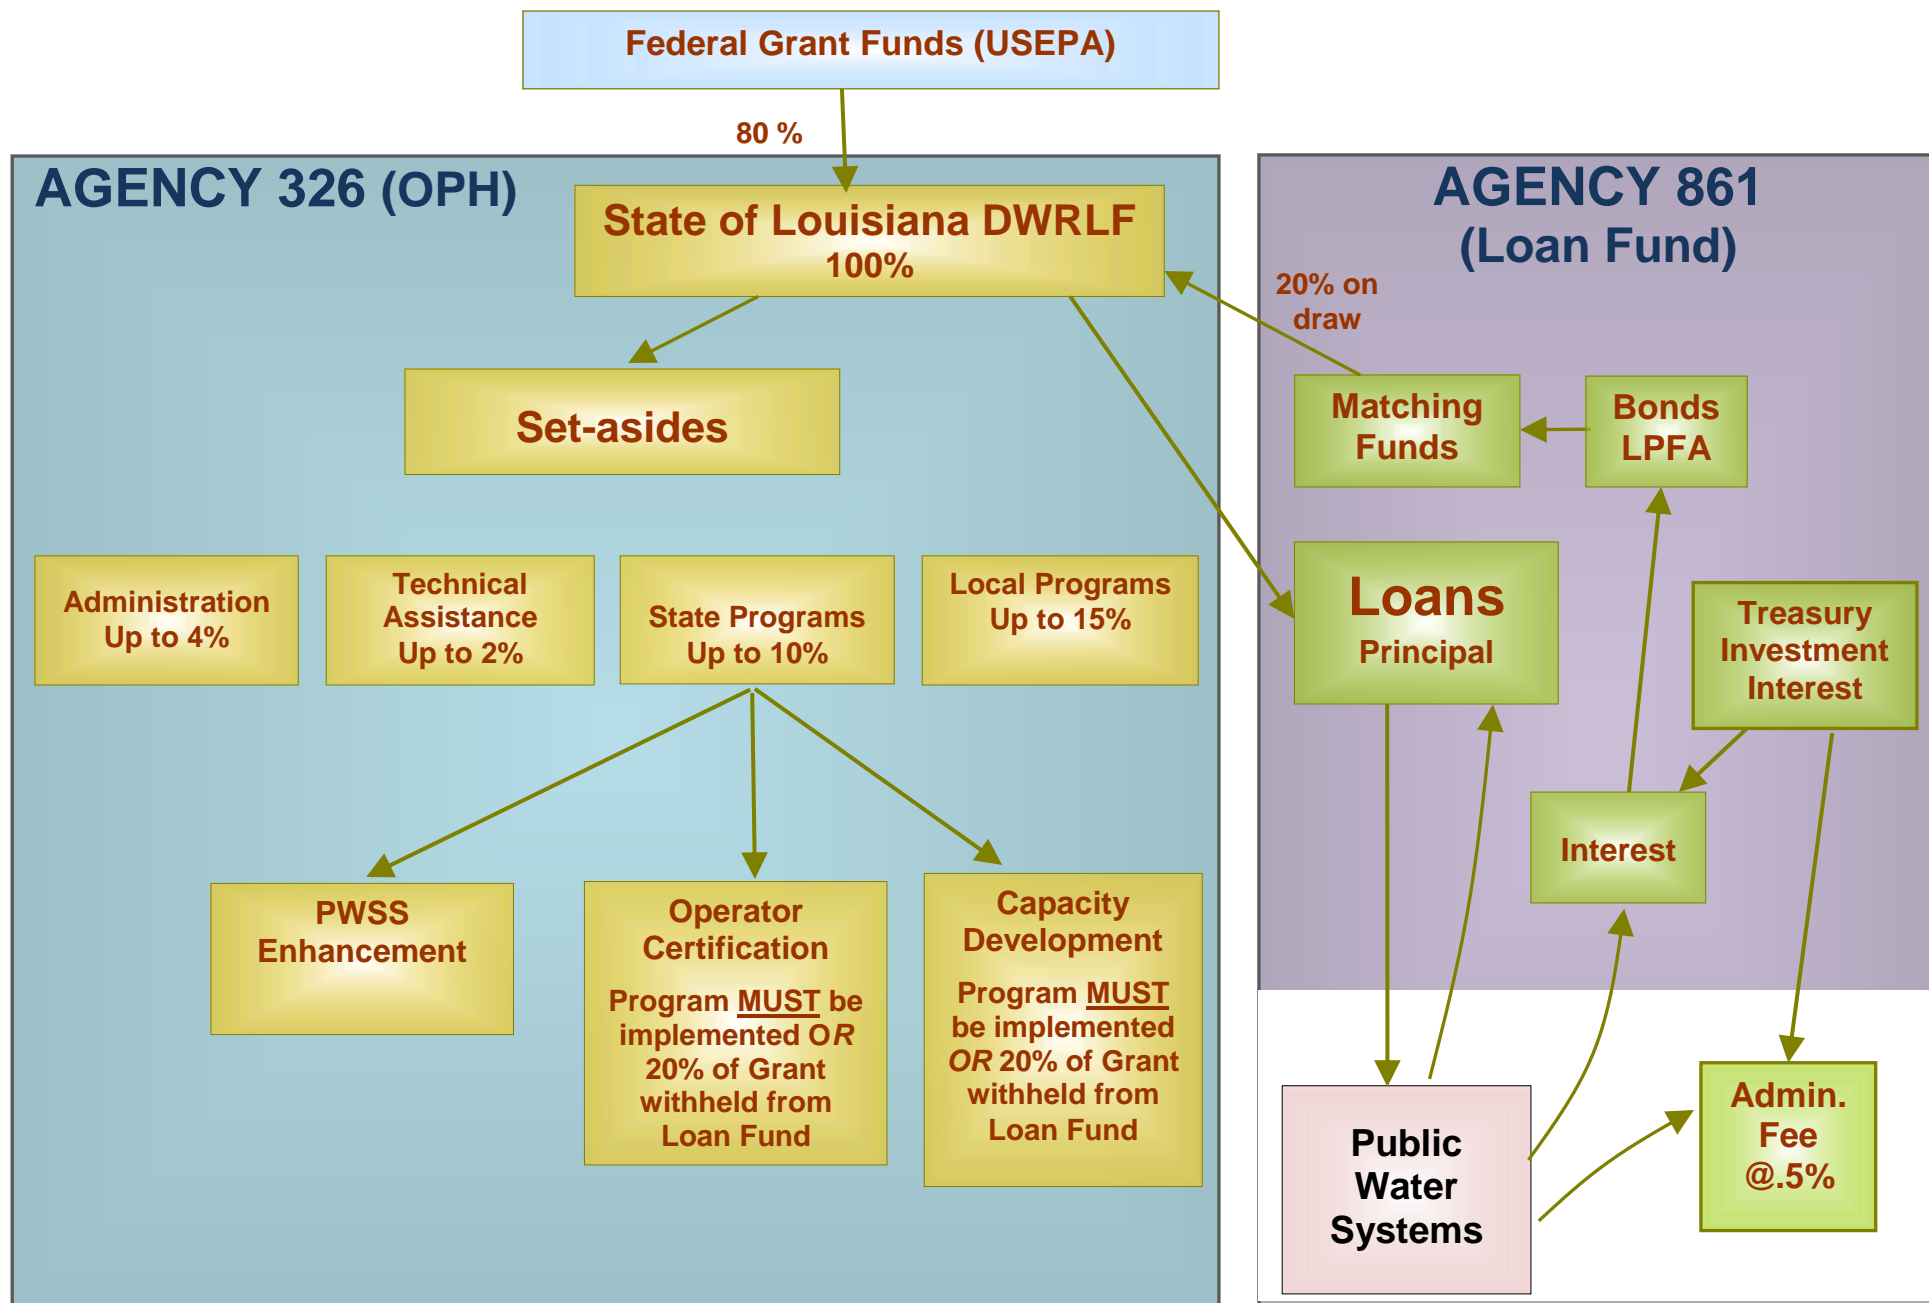 Federal Grant Funds (USEPA)
80 %
AGENCY 326 (OPH)
State of Louisiana DWRLF
100%
Set-asides
Administration
Up to 4%
Technical
Assistance
Up to 2%
State Programs
Up to 10%
Local Programs
Up to 15%
PWSS
Enhancement
Operator
Certification
Program MUST be
implemented OR
20% of Grant
withheld from
Loan Fund
Capacity
Development
Program MUST
be implemented
OR 20% of Grant
withheld from
Loan Fund
AGENCY 861
(Loan Fund)
20% on
draw
Matching
Funds
Bonds
LPFA
Loans
Principal
Treasury
Investment
Interest
Interest
Public
Water
Systems
Admin.
Fee
@.5%